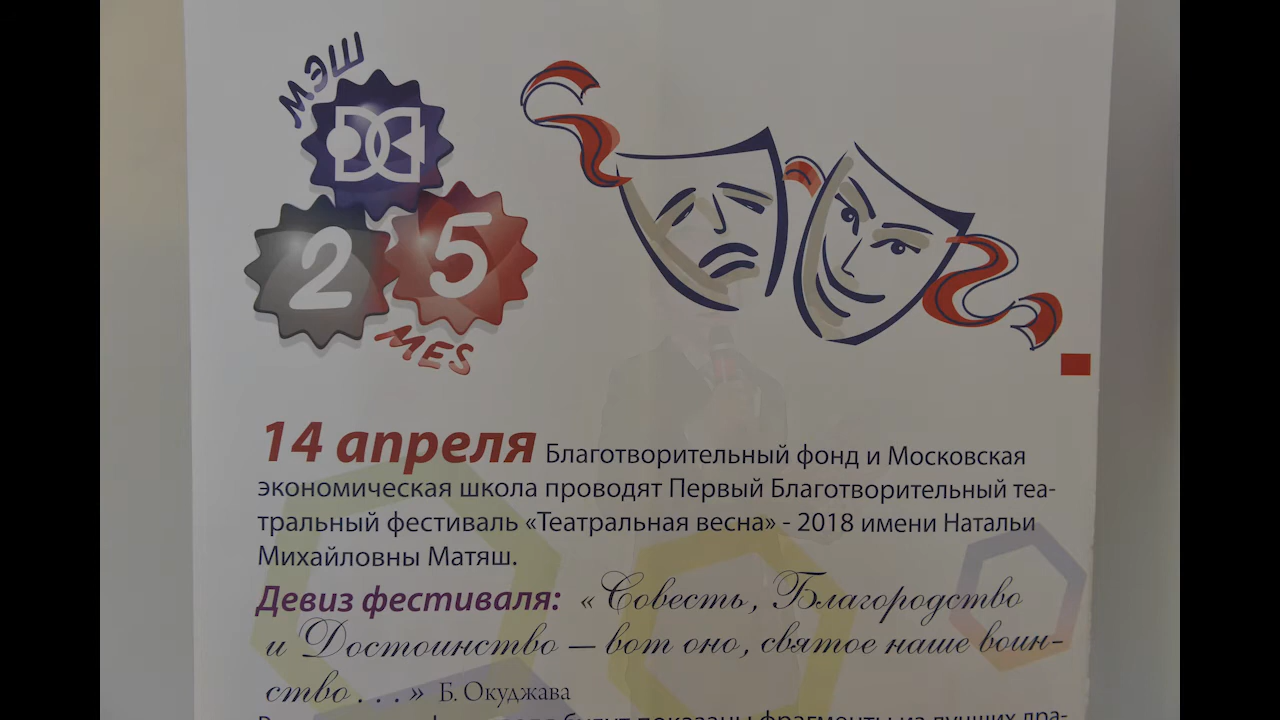 МЭШ
25
MES
14 апреля Благотворительный фонд и Московская
экономическая школа проводят Первый Благотворительный теа-
тральный фестиваль «Театральная весна» - 2018 имени Натальи
Михайловны Матяш.
Девиз фестиваля: «Совесть, Благородство
и Достоинство – вот оно, святое наше воин-
ство...» Б. Окуджава